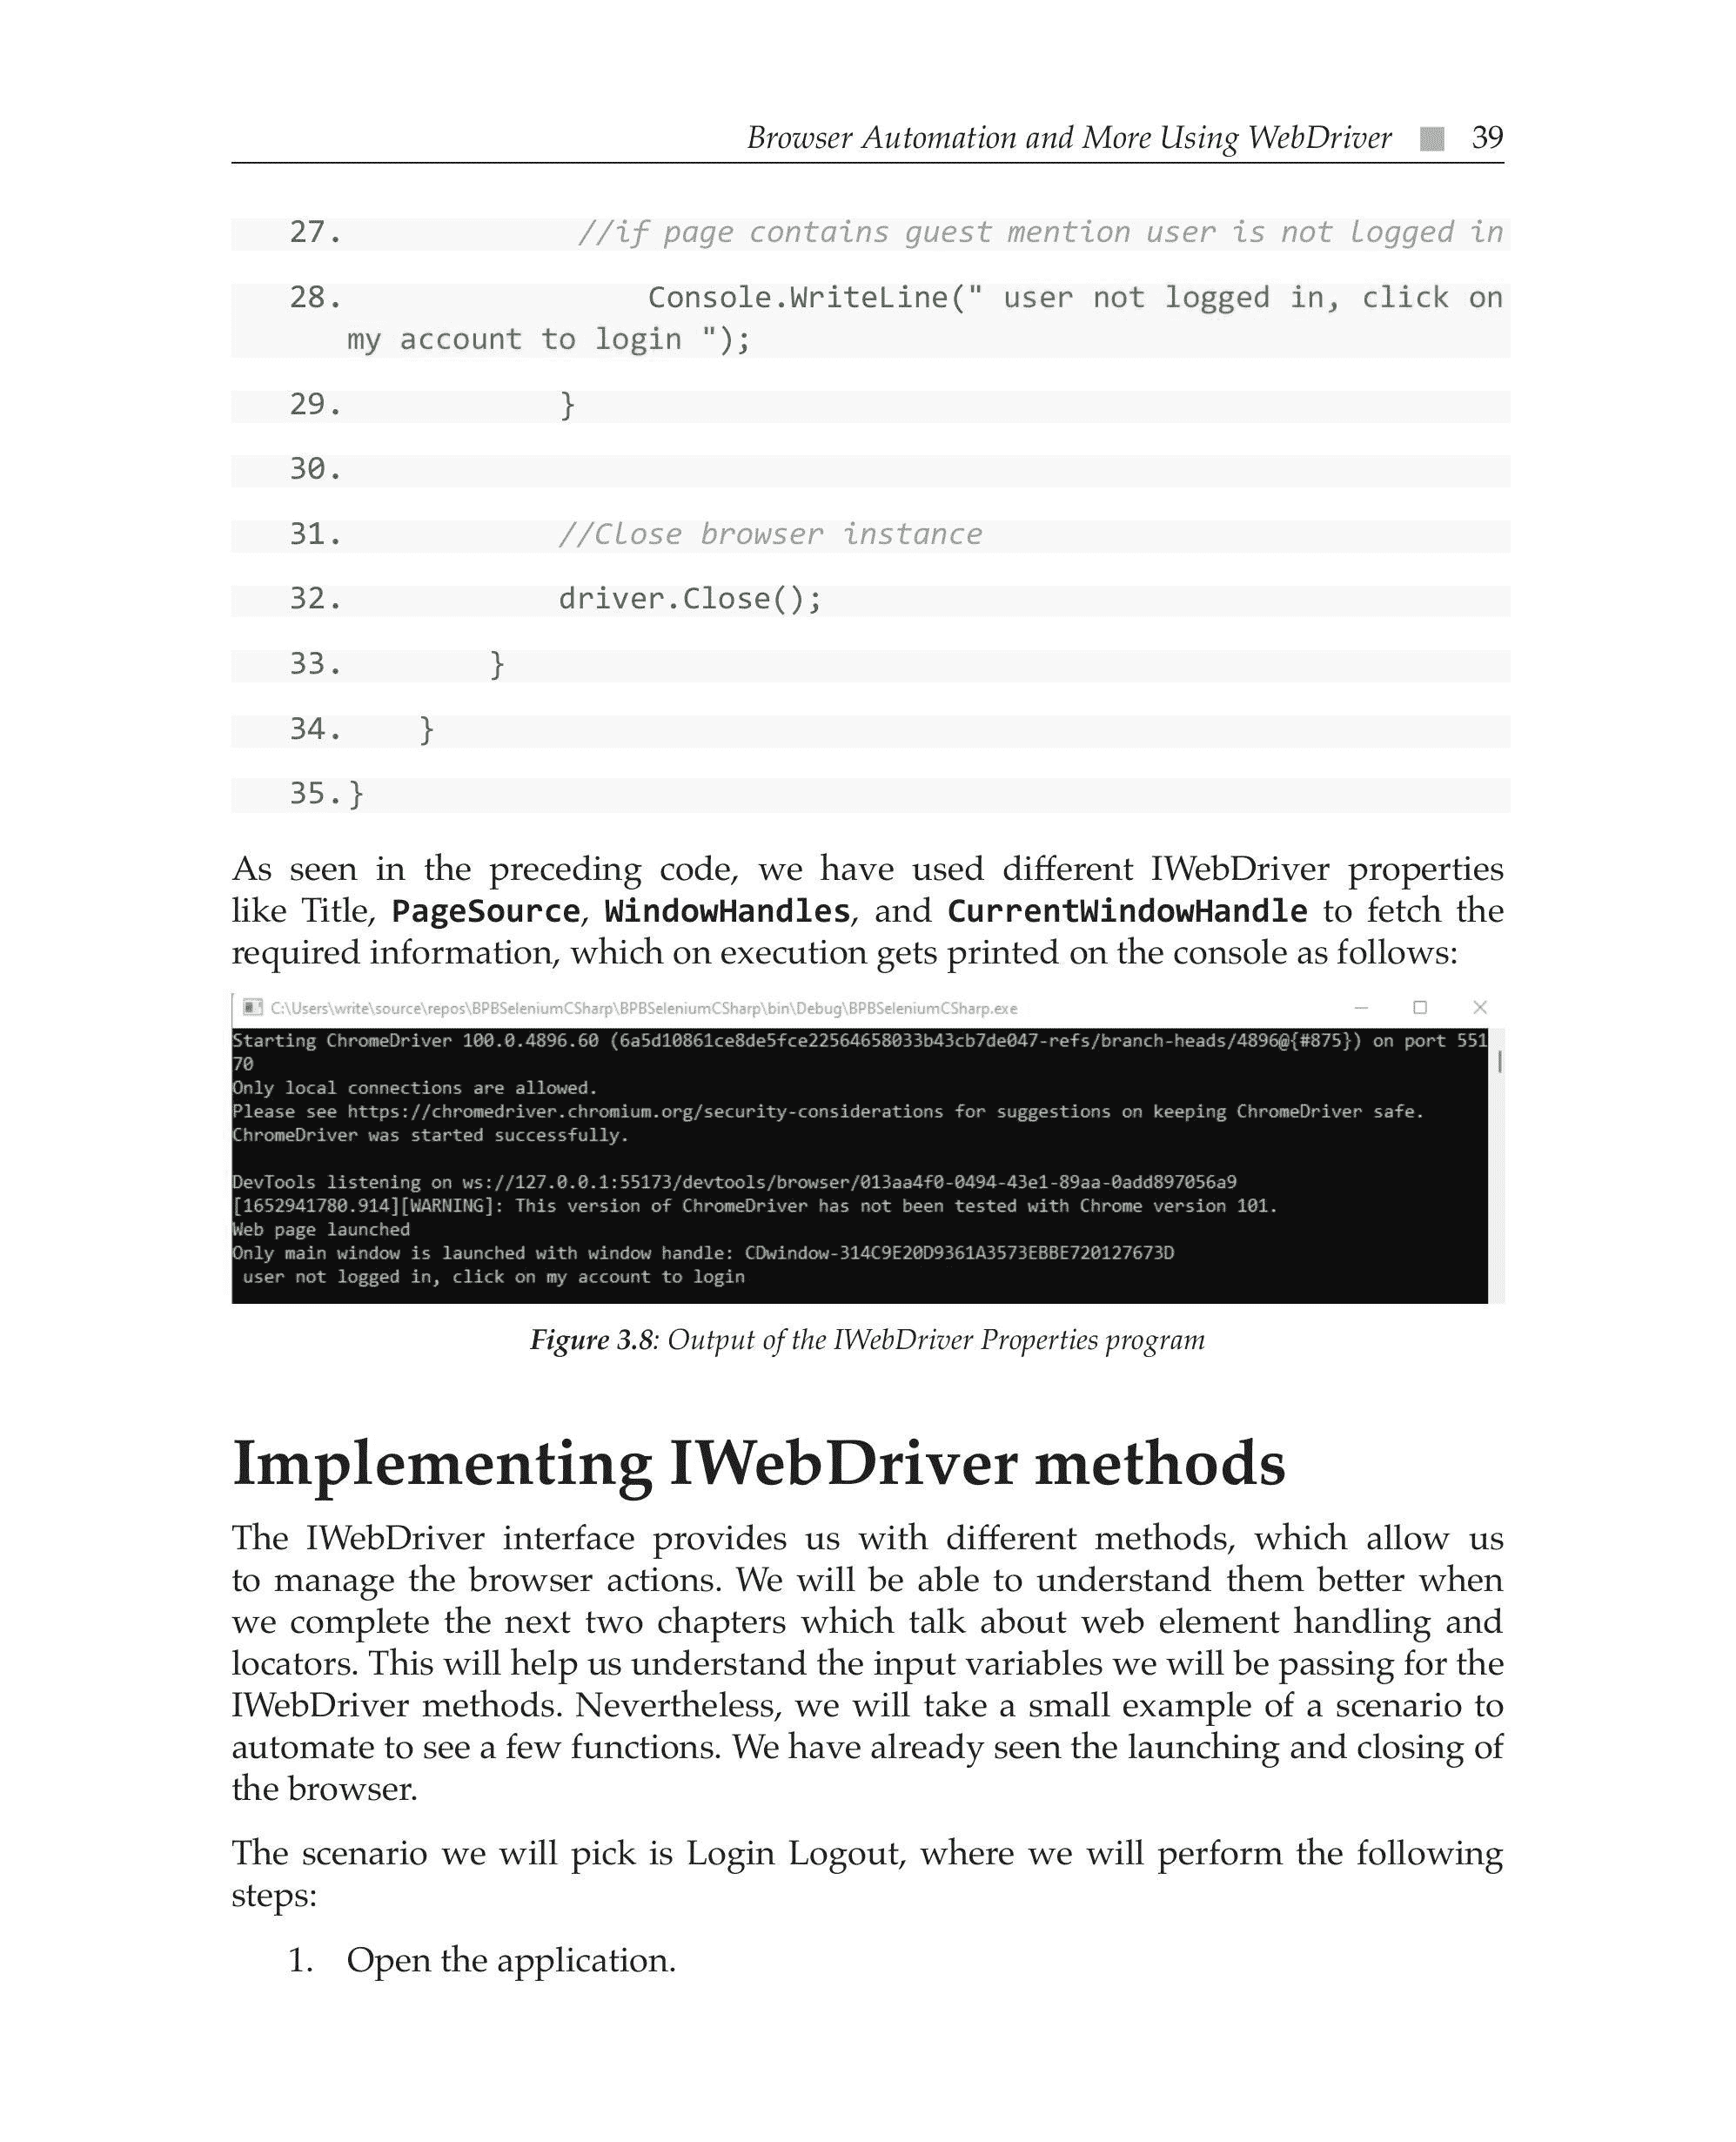 Browser Automation and More Using WebDriver 39
27. //if page contains guest mention user is not logged in
28. Console.WriteLine(" user not logged in, click on
my account to login ");
29. }
30.
31. //Close browser instance
32. driver.Close();
33. }
34. }
35.}
As seen in the preceding code, we have used different IWebDriver properties
like Title, PageSource, WindowHandles, and CurrentWindowHandle to fetch the
required information, which on execution gets printed on the console as follows:
C:\Users\write\source\repos\BPBSeleniumCSharp\BPBSeleniumCSharp\bin\Debug\BPBSeleniumCSharp.exe
Starting ChromeDriver 100.0.4896.60 (6a5d10861ce8de5fce22564658033b43cb7de047-refs/branch-heads/4896@{#875}) on port 551
70
Only local connections are allowed.
Please see https://chromedriver.chromium.org/security-considerations for suggestions on keeping ChromeDriver safe.
ChromeDriver was started successfully.
DevTools listening on ws://127.0.0.1:55173/devtools/browser/013aa4f0-0494-43e1-89aa-0add897056a9
[1652941780.914][WARNING]: This version of ChromeDriver has not been tested with Chrome version 101.
Web page launched
Only main window is launched with window handle: CDwindow-314C9E20D9361A3573EBBE720127673D
user not logged in, click on my account to login
Figure 3.8: Output of the IWebDriver Properties program
Implementing IWebDriver methods
The IWebDriver interface provides us with different methods, which allow us
to manage the browser actions. We will be able to understand them better when
we complete the next two chapters which talk about web element handling and
locators. This will help us understand the input variables we will be passing for the
IWebDriver methods. Nevertheless, we will take a small example of a scenario to
automate to see a few functions. We have already seen the launching and closing of
the browser.
The scenario we will pick is Login Logout, where we will perform the following
steps:
1. Open the application.